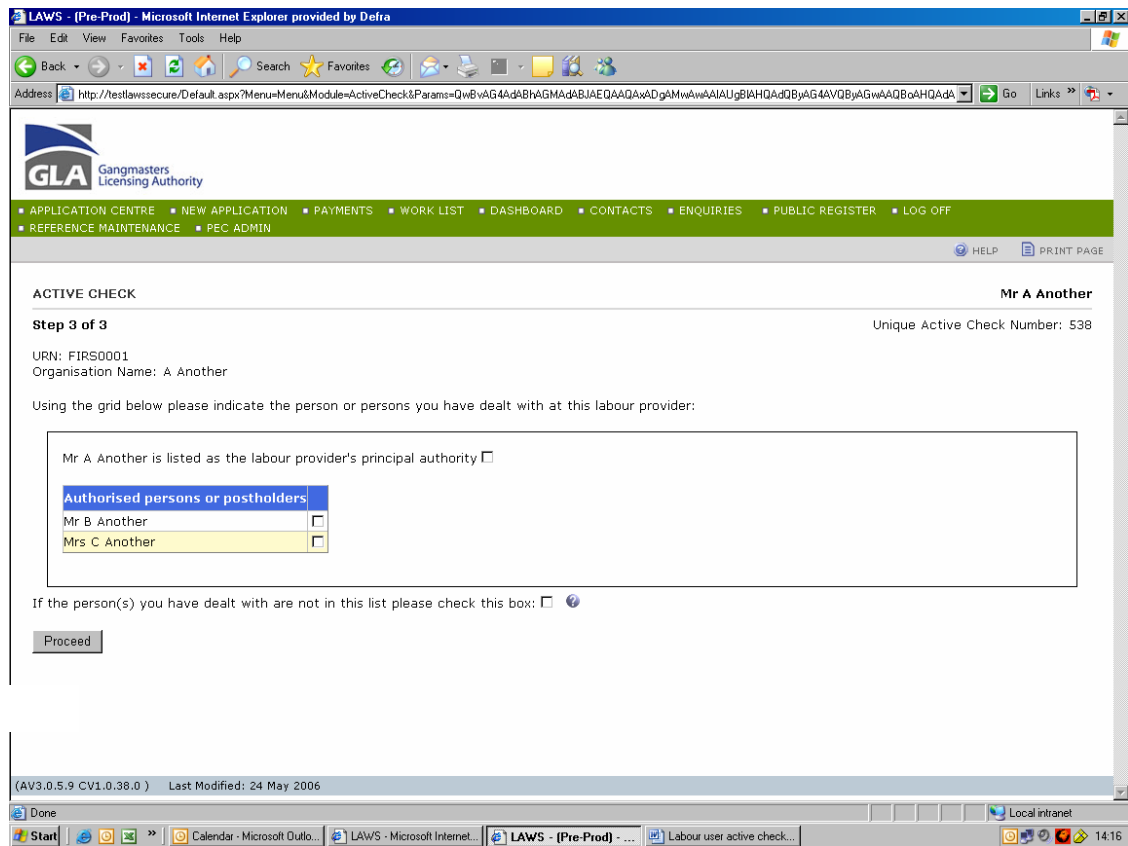 LAWS - (Pre-Prod) - Microsoft Internet Explorer provided by Defra
File Edit View Favorites Tools Help
Back Search Favorites
Address http://testlawssecure/Default.aspx?Menu=Menu&Module=ActiveCheck&Params= Go Links »
GLA Gangmasters
Licensing Authority
APPLICATION CENTRE NEW APPLICATION PAYMENTS WORK LIST DASHBOARD CONTACTS ENQUIRIES PUBLIC REGISTER LOG OFF
REFERENCE MAINTENANCE PEC ADMIN
HELP PRINT PAGE
ACTIVE CHECK Mr A Another
Step 3 of 3 Unique Active Check Number: 538
URN: FIRS0001
Organisation Name: A Another
Using the grid below please indicate the person or persons you have dealt with at this labour provider:
Mr A Another is listed as the labour provider's principal authority
Authorised persons or postholders
Mr B Another
Mrs C Another
If the person(s) you have dealt with are not in this list please check this box: ?
Proceed
(AV3.0.5.9 CV1.0.38.0 ) Last Modified: 24 May 2006
Done Local intranet
Start » Calendar - Microsoft Outlo... LAWS - Microsoft Internet... LAWS - (Pre-Prod) - ... Labour user active check... 14:16